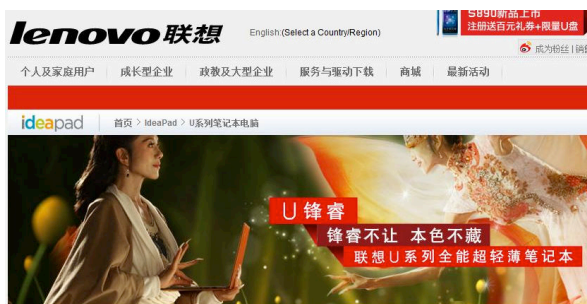 S890新品上市
lenovo联想 English:(Select a Country/Region) 注册送百元礼券+限量U盘
成为粉丝 |
个人及家庭用户 成长型企业 政教及大型企业 服务与驱动下载 商城 最新活动
ideapad 首页 > IdeaPad > U系列笔记本电脑
U锋睿
锋睿不让 本色不藏
联想U系列全能超轻薄笔记本